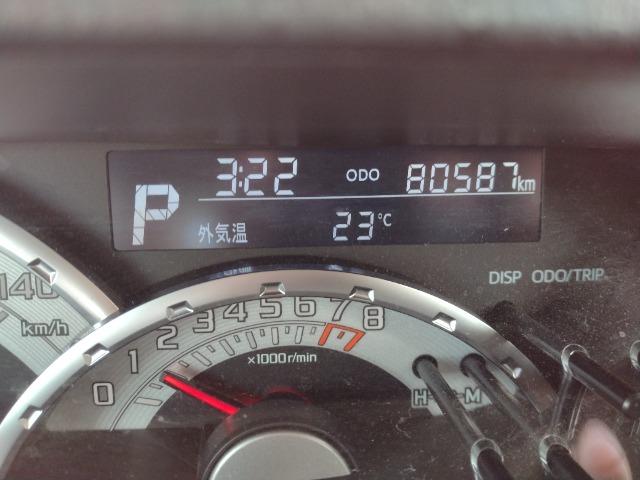 3:22 ODO 80587km
P
外気温 23℃
DISP ODO/TRIP
140
km/h
0 1 2 3 4 5 6 7 8
×1000r/min
H M